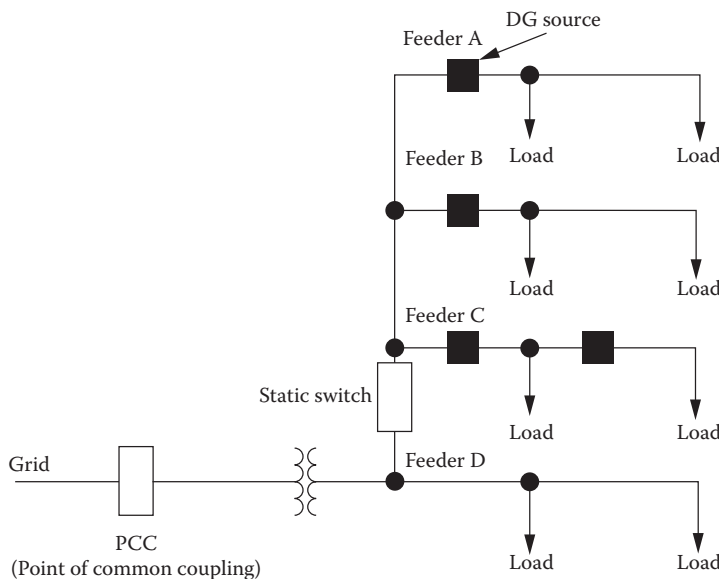 DG source
Feeder A
Load
Load
Feeder B
Load
Load
Feeder C
Static switch
Load
Load
Grid
Feeder D
PCC
(Point of common coupling)
Load
Load